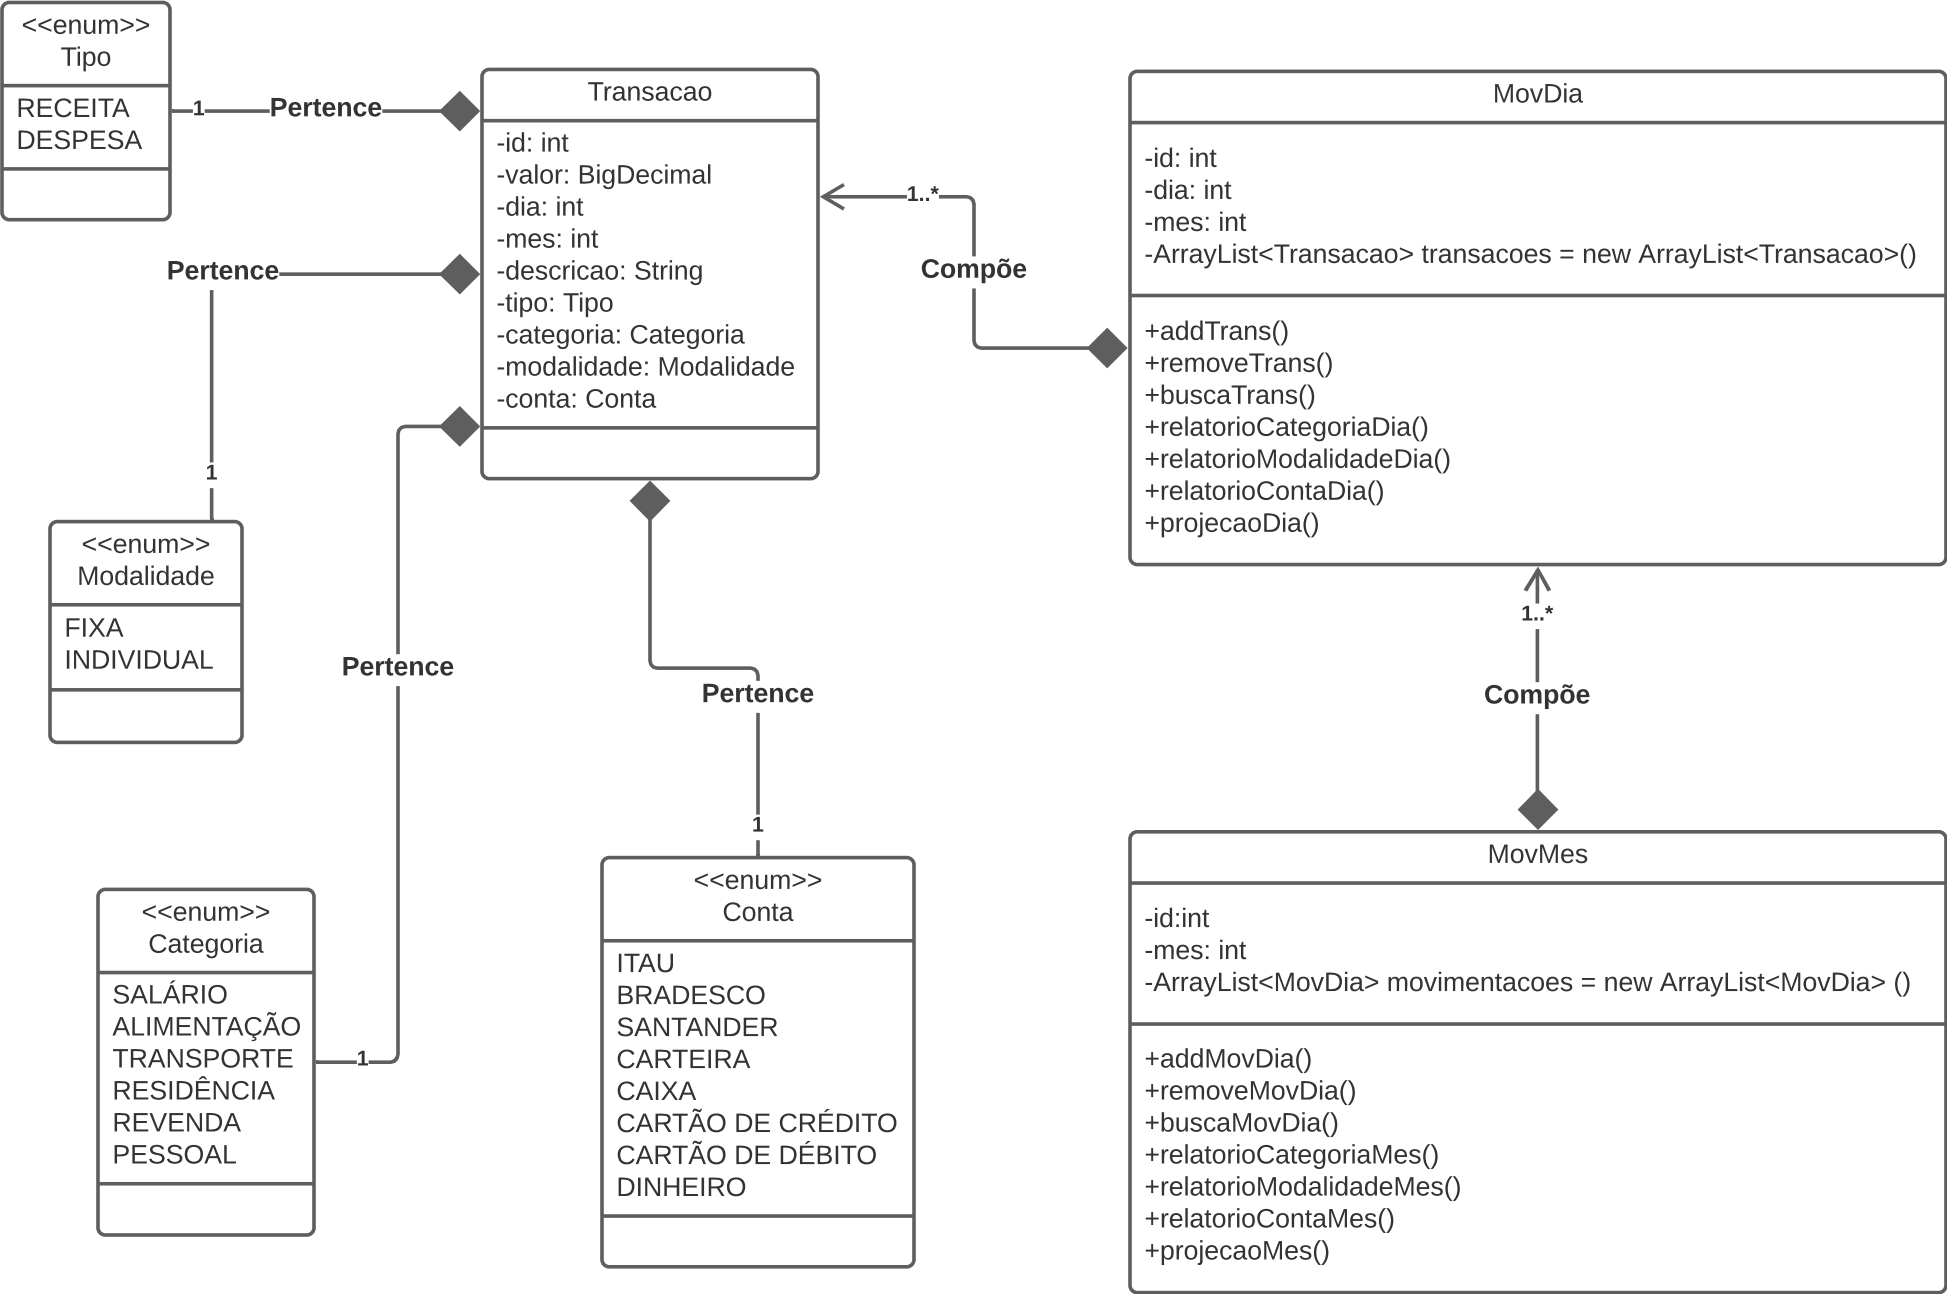 <<enum>>
Tipo
RECEITA
DESPESA
1
Pertence
Transacao
-id: int
-valor: BigDecimal
-dia: int
-mes: int
-descricao: String
-tipo: Tipo
-categoria: Categoria
-modalidade: Modalidade
-conta: Conta
1..*
Compõe
MovDia
-id: int
-dia: int
-mes: int
-ArrayList<Transacao> transacoes = new ArrayList<Transacao>()
+addTrans()
+removeTrans()
+buscaTrans()
+relatorioCategoriaDia()
+relatorioModalidadeDia()
+relatorioContaDia()
+projecaoDia()
Pertence
1
<<enum>>
Modalidade
FIXA
INDIVIDUAL
Pertence
1
<<enum>>
Categoria
SALÁRIO
ALIMENTAÇÃO
TRANSPORTE
RESIDÊNCIA
REVENDA
PESSOAL
Pertence
1
<<enum>>
Conta
ITAU
BRADESCO
SANTANDER
CARTEIRA
CAIXA
CARTÃO DE CRÉDITO
CARTÃO DE DÉBITO
DINHEIRO
1..*
Compõe
MovMes
-id:int
-mes: int
-ArrayList<MovDia> movimentacoes = new ArrayList<MovDia> ()
+addMovDia()
+removeMovDia()
+buscaMovDia()
+relatorioCategoriaMes()
+relatorioModalidadeMes()
+relatorioContaMes()
+projecaoMes()